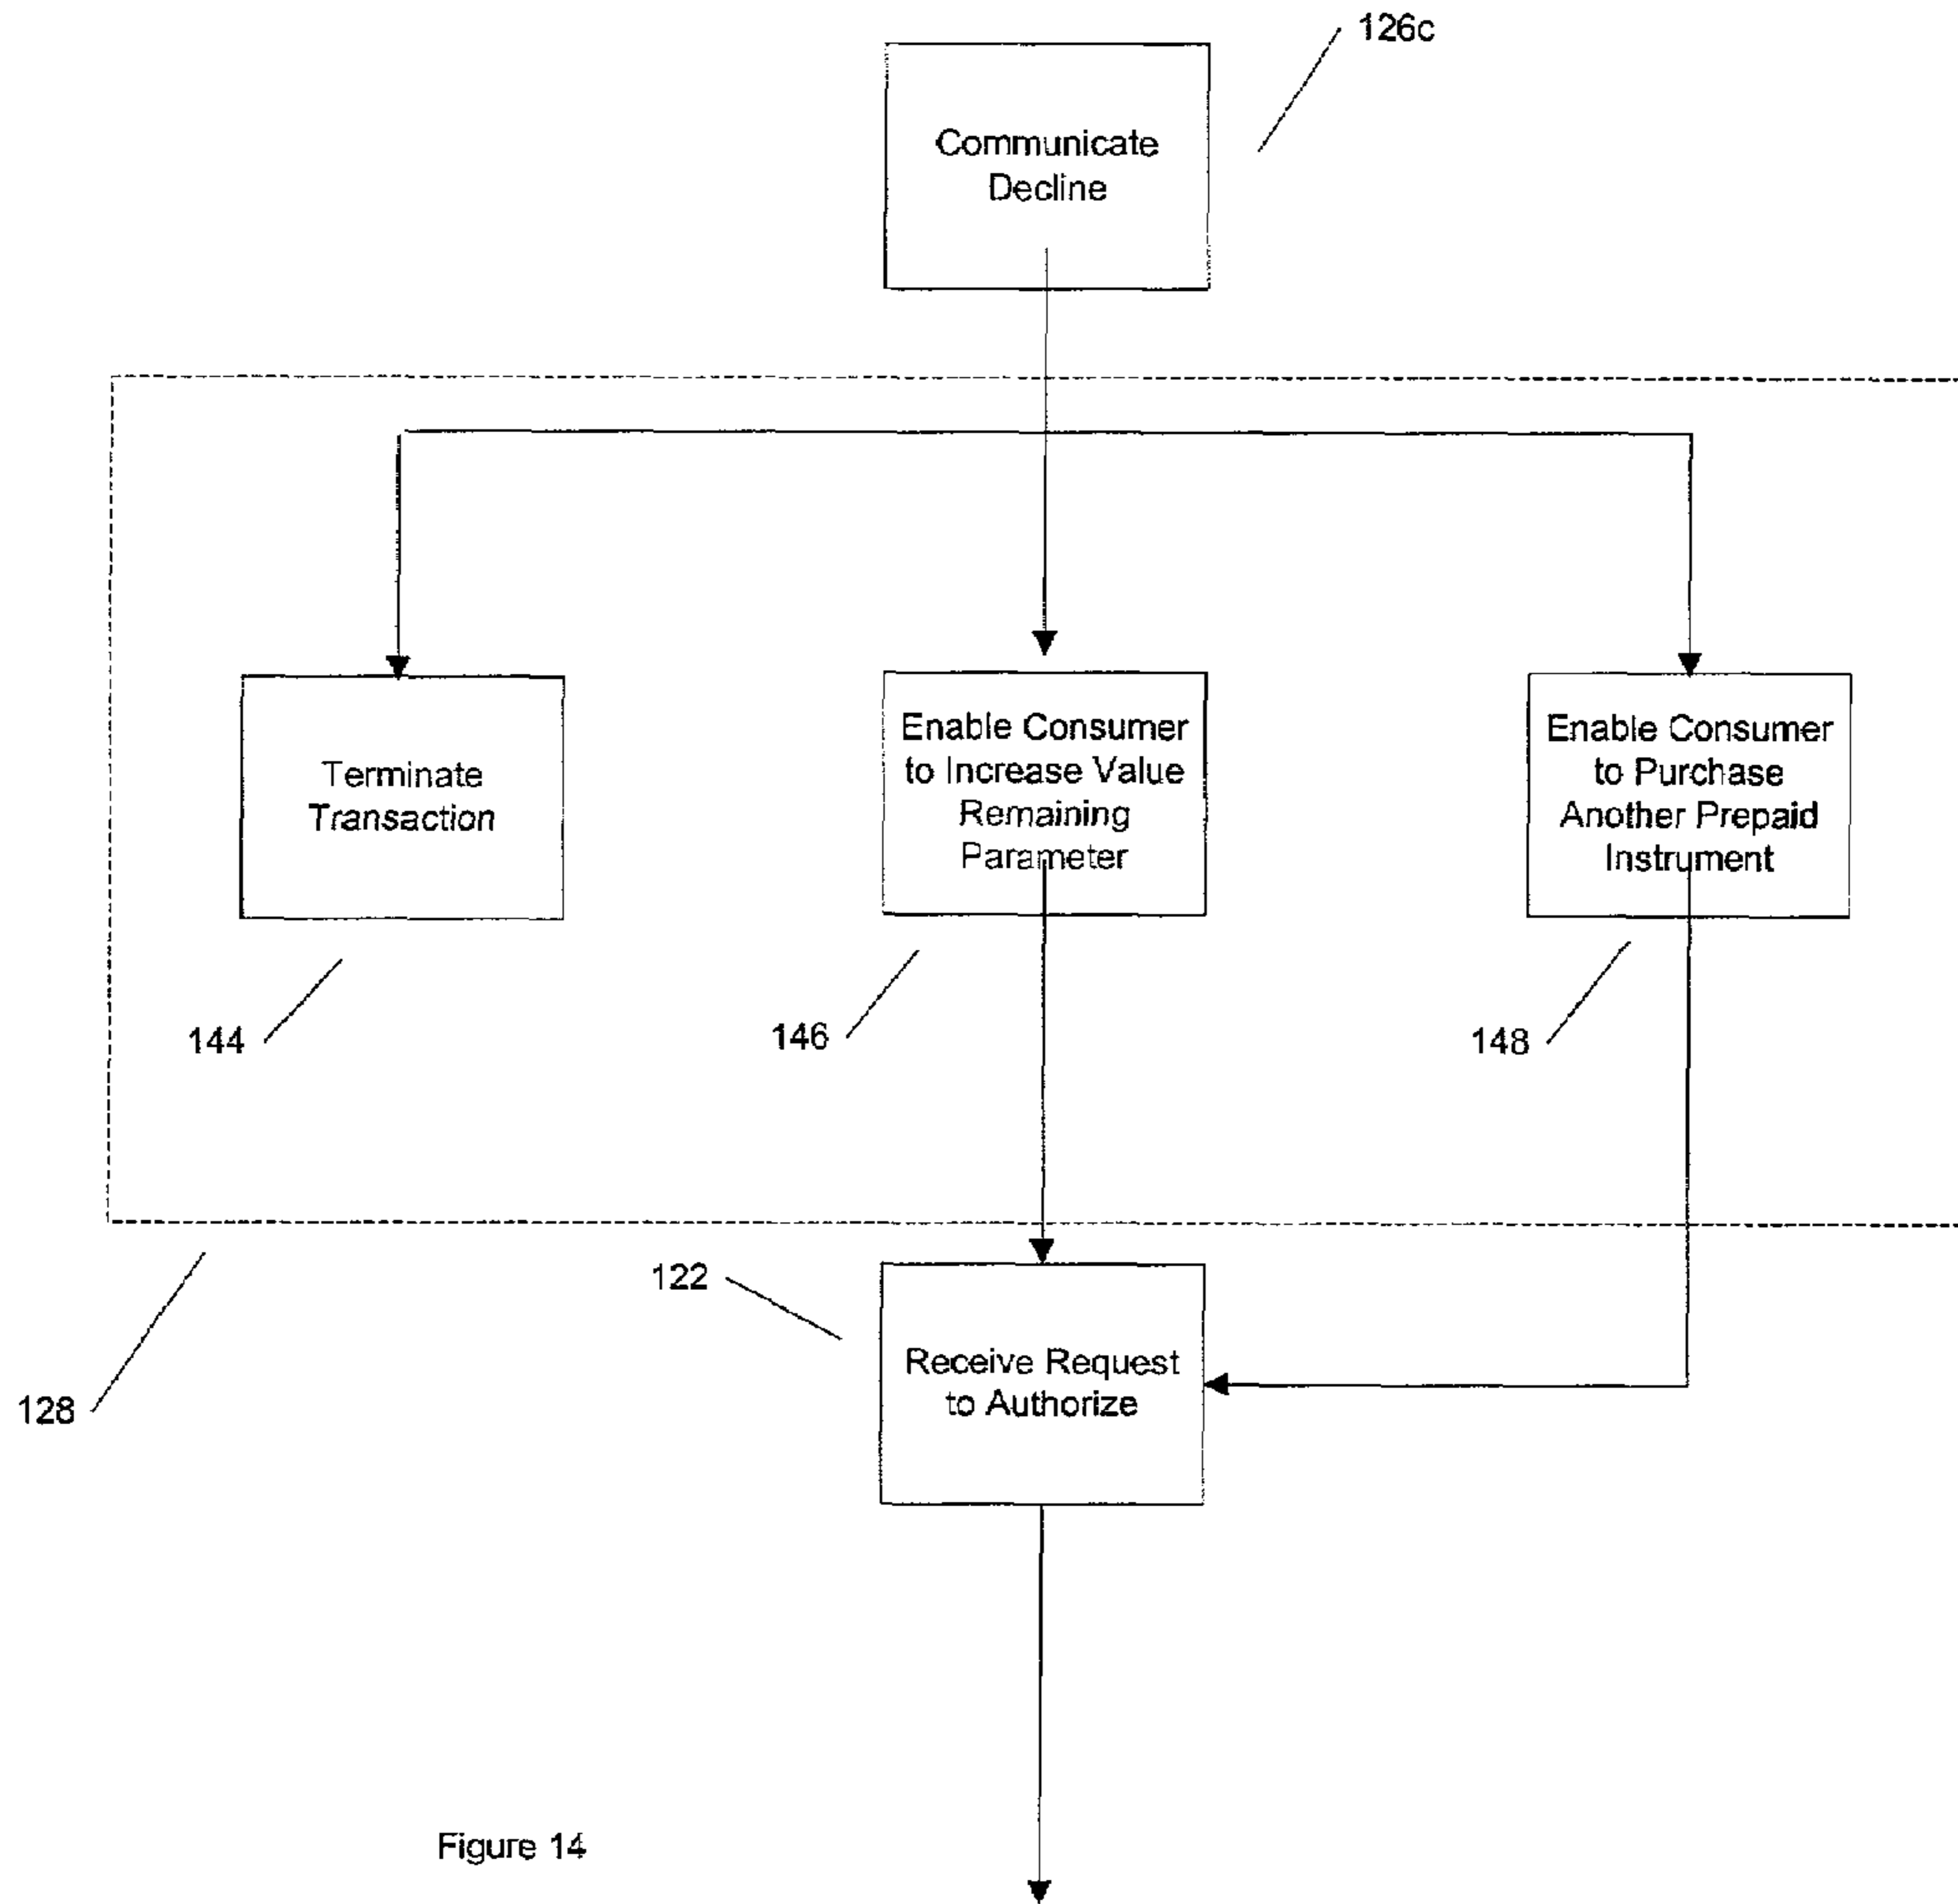 126c
Communicate
Decline
Terminate
Transaction
Enable Consumer
to Increase Value
Remaining
Parameter
Enable Consumer
to Purchase
Another Prepaid
Instrument
144
146
148
128
122
Receive Request
to Authorize
Figure 14